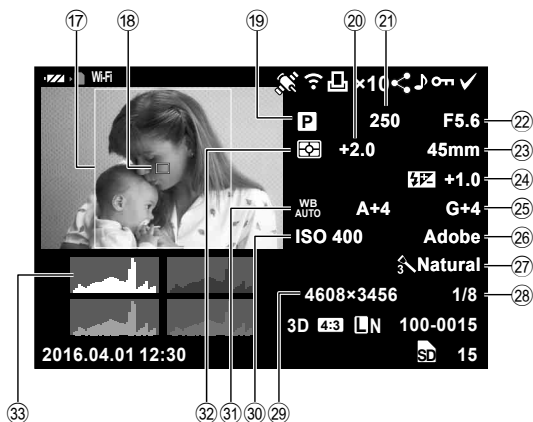 ⑰ ⑱ ⑲ ⑳ ㉑
Wi-Fi ×10
P 250 F5.6 ㉒
+2.0 45mm ㉓
+1.0 ㉔
WB AUTO A+4 G+4 ㉕
ISO 400 Adobe ㉖
3 Natural ㉗
4608×3456 1/8 ㉘
3D 4:3 LN 100-0015
2016.04.01 12:30 SD 15
㉝ ㉜ ㉛ ㉚ ㉙